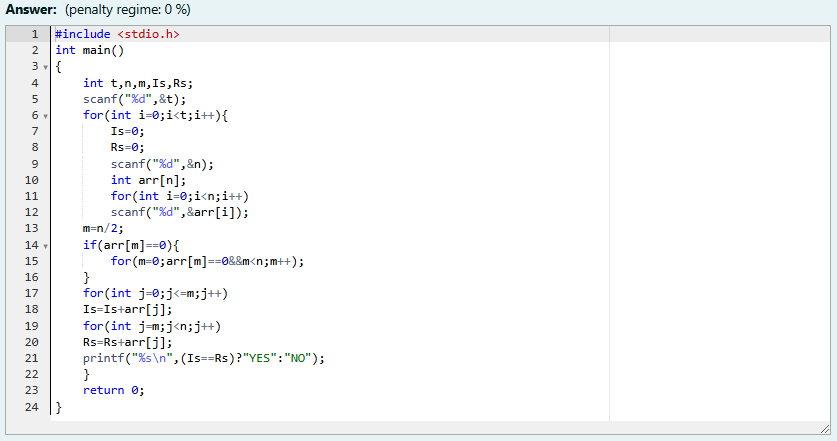 Answer: (penalty regime: 0 %)
1 #include <stdio.h>
2 int main()
3 {
4 int t,n,m,Is,Rs;
5 scanf("%d",&t);
6 for(int i=0;i<t;i++){
7 Is=0;
8 Rs=0;
9 scanf("%d",&n);
10 int arr[n];
11 for(int i=0;i<n;i++)
12 scanf("%d",&arr[i]);
13 m=n/2;
14 if(arr[m]==0){
15 for(m=0;arr[m]==0&&m<n;m++);
16 }
17 for(int j=0;j<=m;j++)
18 Is=Is+arr[j];
19 for(int j=m;j<n;j++)
20 Rs=Rs+arr[j];
21 printf("%s\n",(Is==Rs)?"YES":"NO");
22 }
23 return 0;
24 }